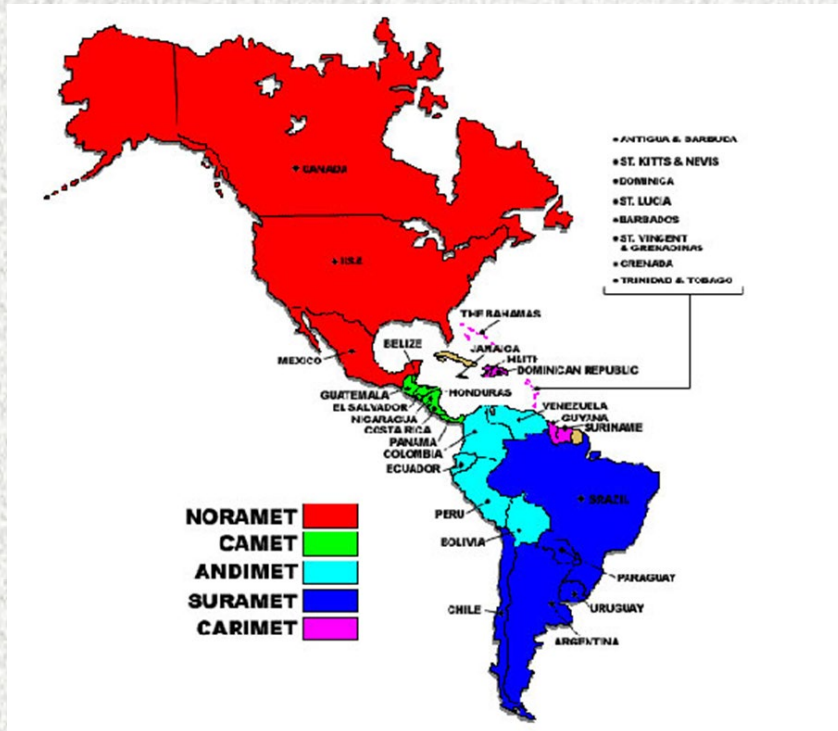 ANTIGUA & BARBUDA
ST. KITTS & NEVIS
DOMINICA
ST. LUCIA
BARBADOS
ST. VINCENT
& GRENADINAS
GRENADA
TRINIDAD & TOBAGO
CANADA
USA
THE BAHAMAS
MEXICO
BELIZE
JAMAICA
HAITI
DOMINICAN REPUBLIC
GUATEMALA
HONDURAS
EL SALVADOR
NICARAGUA
COSTA RICA
PANAMA
COLOMBIA
ECUADOR
VENEZUELA
GUYANA
SURINAME
BRAZIL
PERU
BOLIVIA
PARAGUAY
CHILE
URUGUAY
ARGENTINA
NORAMET
CAMET
ANDIMET
SURAMET
CARIMET